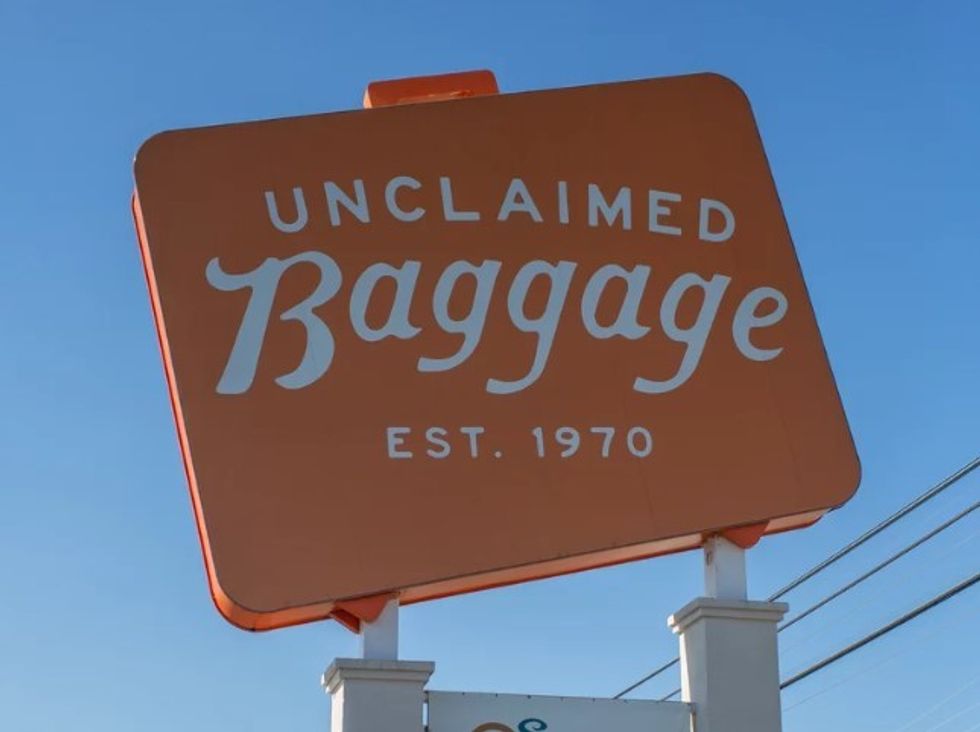 UNCLAIMED
Baggage
EST. 1970